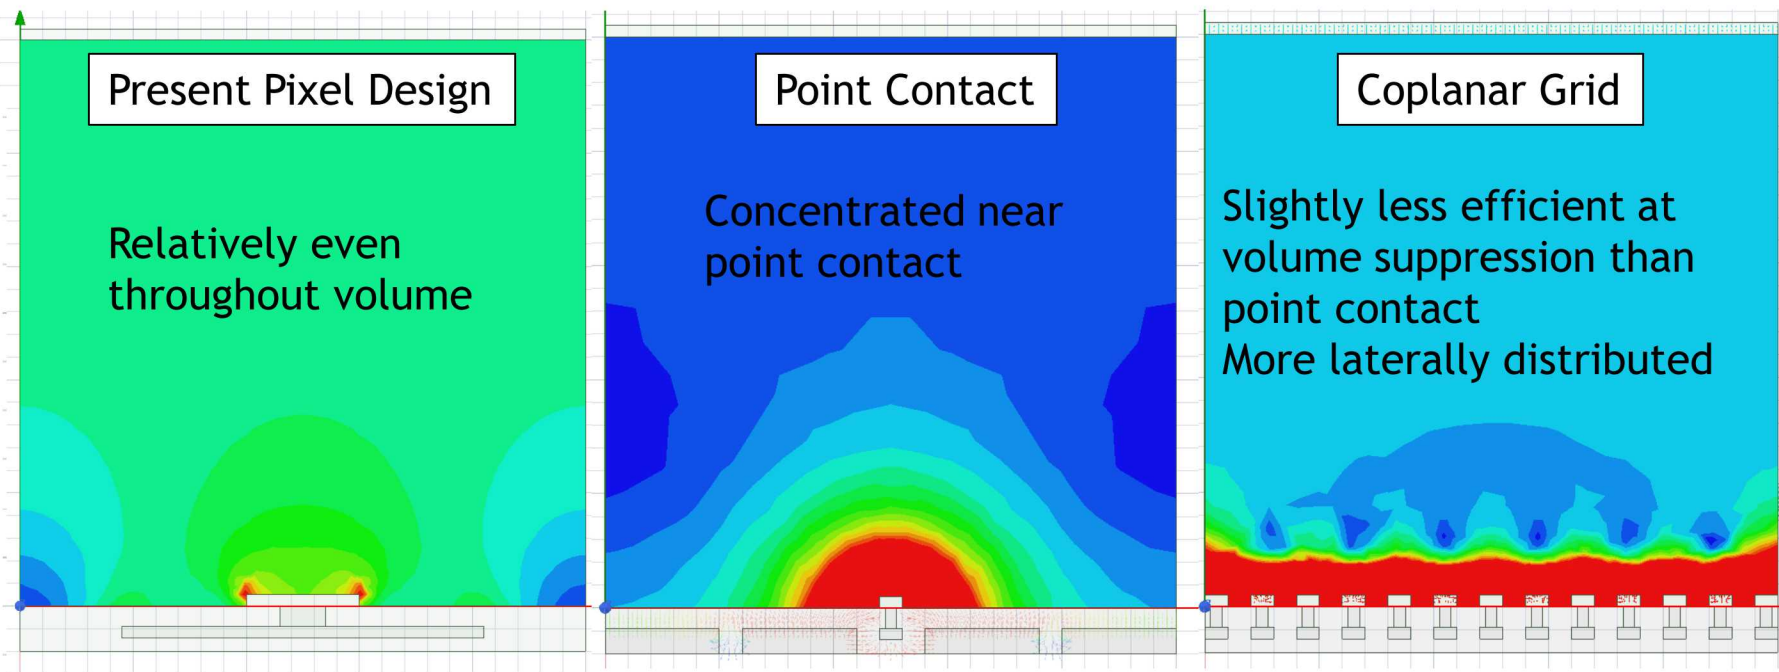 Present Pixel Design
Relatively even
throughout volume
Point Contact
Concentrated near
point contact
Coplanar Grid
Slightly less efficient at
volume suppression than
point contact
More laterally distributed